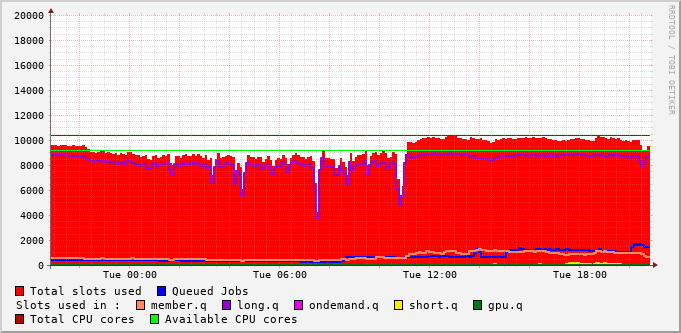 20000
18000
16000
14000
12000
10000
8000
6000
4000
2000
0
Tue 00:00 Tue 06:00 Tue 12:00 Tue 18:00
RRDTOOL / TOBI OETIKER
Total slots used Queued Jobs
Slots used in : member.q long.q ondemand.q short.q gpu.q
Total CPU cores Available CPU cores